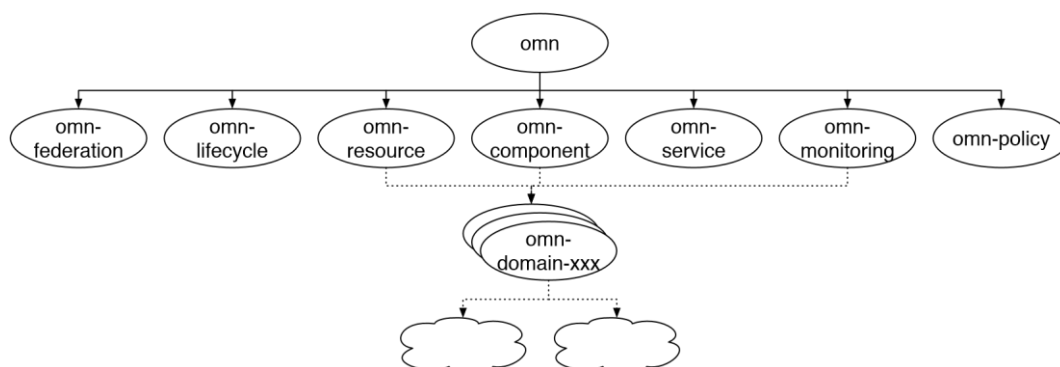 omn
omn-
federation
omn-
lifecycle
omn-
resource
omn-
component
omn-
service
omn-
monitoring
omn-policy
omn-
domain-xxx